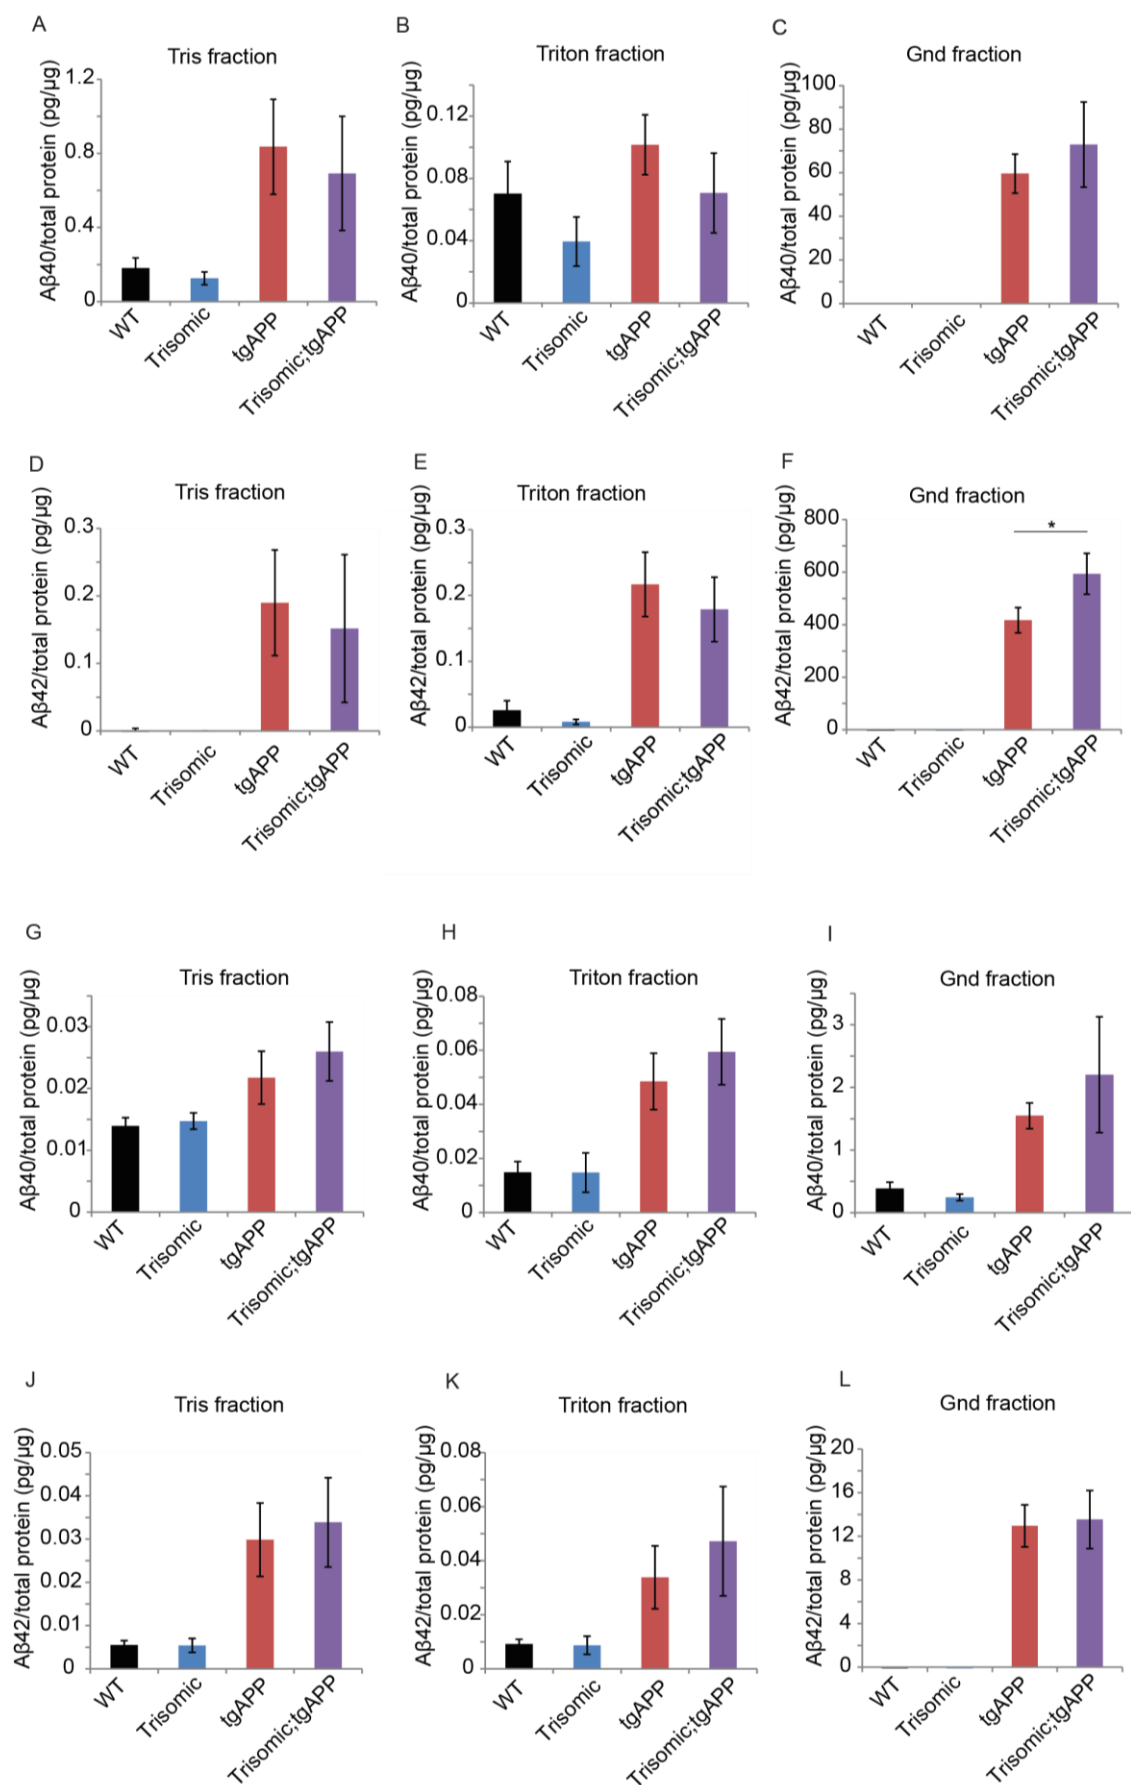 A
Tris fraction
Aβ40/total protein (pg/µg)
1.2
0.8
0.4
0
WT
Trisomic
tgAPP
Trisomic;tgAPP
B
Triton fraction
Aβ40/total protein (pg/µg)
0.12
0.08
0.04
0
WT
Trisomic
tgAPP
Trisomic;tgAPP
C
Gnd fraction
Aβ40/total protein (pg/µg)
100
80
60
40
20
0
WT
Trisomic
tgAPP
Trisomic;tgAPP
D
Tris fraction
Aβ42/total protein (pg/µg)
0.3
0.2
0.1
0
WT
Trisomic
tgAPP
Trisomic;tgAPP
E
Triton fraction
Aβ42/total protein (pg/µg)
0.3
0.2
0.1
0
WT
Trisomic
tgAPP
Trisomic;tgAPP
F
Gnd fraction
Aβ42/total protein (pg/µg)
800
600
400
200
0
*
WT
Trisomic
tgAPP
Trisomic;tgAPP
G
Tris fraction
Aβ40/total protein (pg/µg)
0.03
0.02
0.01
0
WT
Trisomic
tgAPP
Trisomic;tgAPP
H
Triton fraction
Aβ40/total protein (pg/µg)
0.08
0.06
0.04
0.02
0
WT
Trisomic
tgAPP
Trisomic;tgAPP
I
Gnd fraction
Aβ40/total protein (pg/µg)
3
2
1
0
WT
Trisomic
tgAPP
Trisomic;tgAPP
J
Tris fraction
Aβ42/total protein (pg/µg)
0.05
0.04
0.03
0.02
0.01
0
WT
Trisomic
tgAPP
Trisomic;tgAPP
K
Triton fraction
Aβ42/total protein (pg/µg)
0.08
0.06
0.04
0.02
0
WT
Trisomic
tgAPP
Trisomic;tgAPP
L
Gnd fraction
Aβ42/total protein (pg/µg)
20
16
12
8
4
0
WT
Trisomic
tgAPP
Trisomic;tgAPP